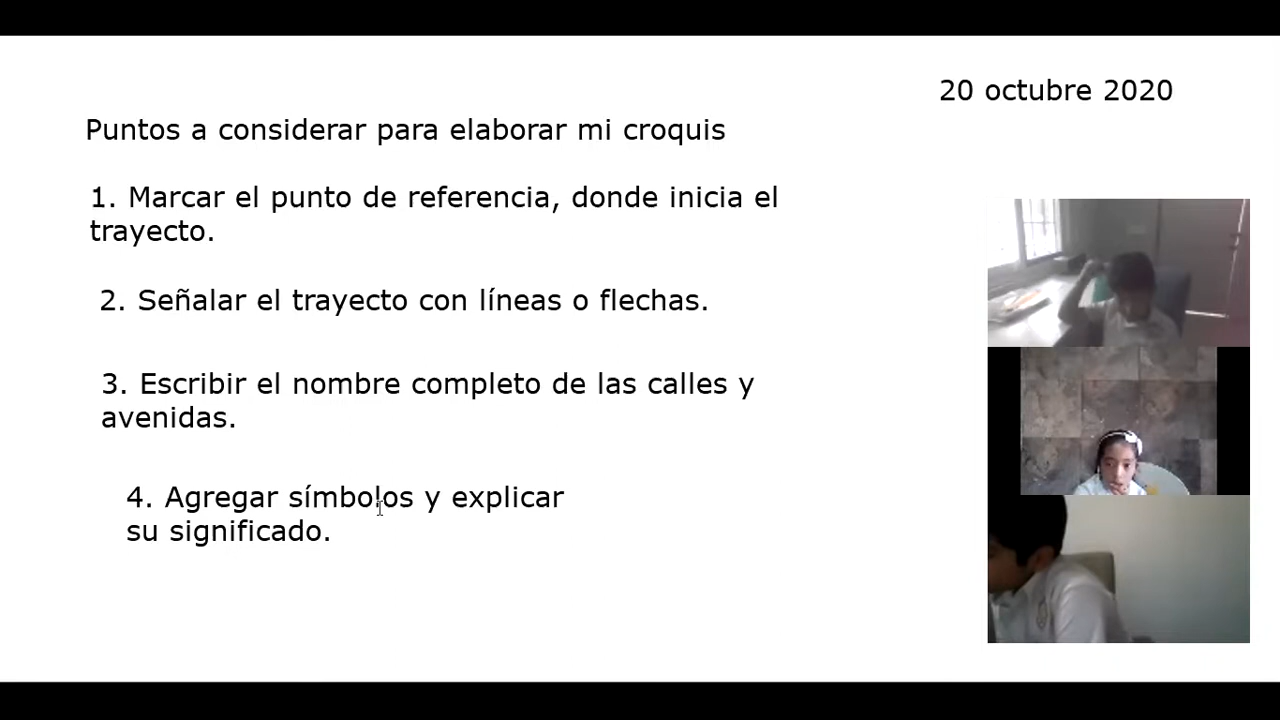 20 octubre 2020
Puntos a considerar para elaborar mi croquis
1. Marcar el punto de referencia, donde inicia el
trayecto.
2. Señalar el trayecto con líneas o flechas.
3. Escribir el nombre completo de las calles y
avenidas.
4. Agregar símbolos y explicar
su significado.